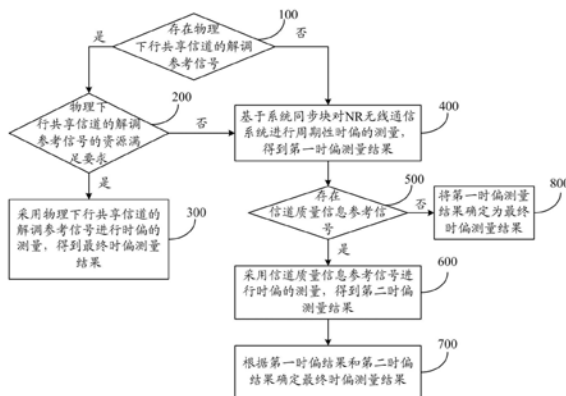 100
存在物理
下行共享信道的解调
参考信号
是
否
200
物理下
行共享信道的解调
参考信号的资源满
足要求
否
是
400
基于系统同步块对NR无线通信
系统进行周期性时偏的测量,
得到第一时偏测量结果
300
采用物理下行共享信道的
解调参考信号进行时偏的
测量, 得到最终时偏测量
结果
500
存在
信道质量信息参考信
号
否
是
800
将第一时偏测量
结果确定为最终
时偏测量结果
600
采用信道质量信息参考信号进
行时偏的测量, 得到第二时偏
测量结果
700
根据第一时偏结果和第二时偏
结果确定最终时偏测量结果